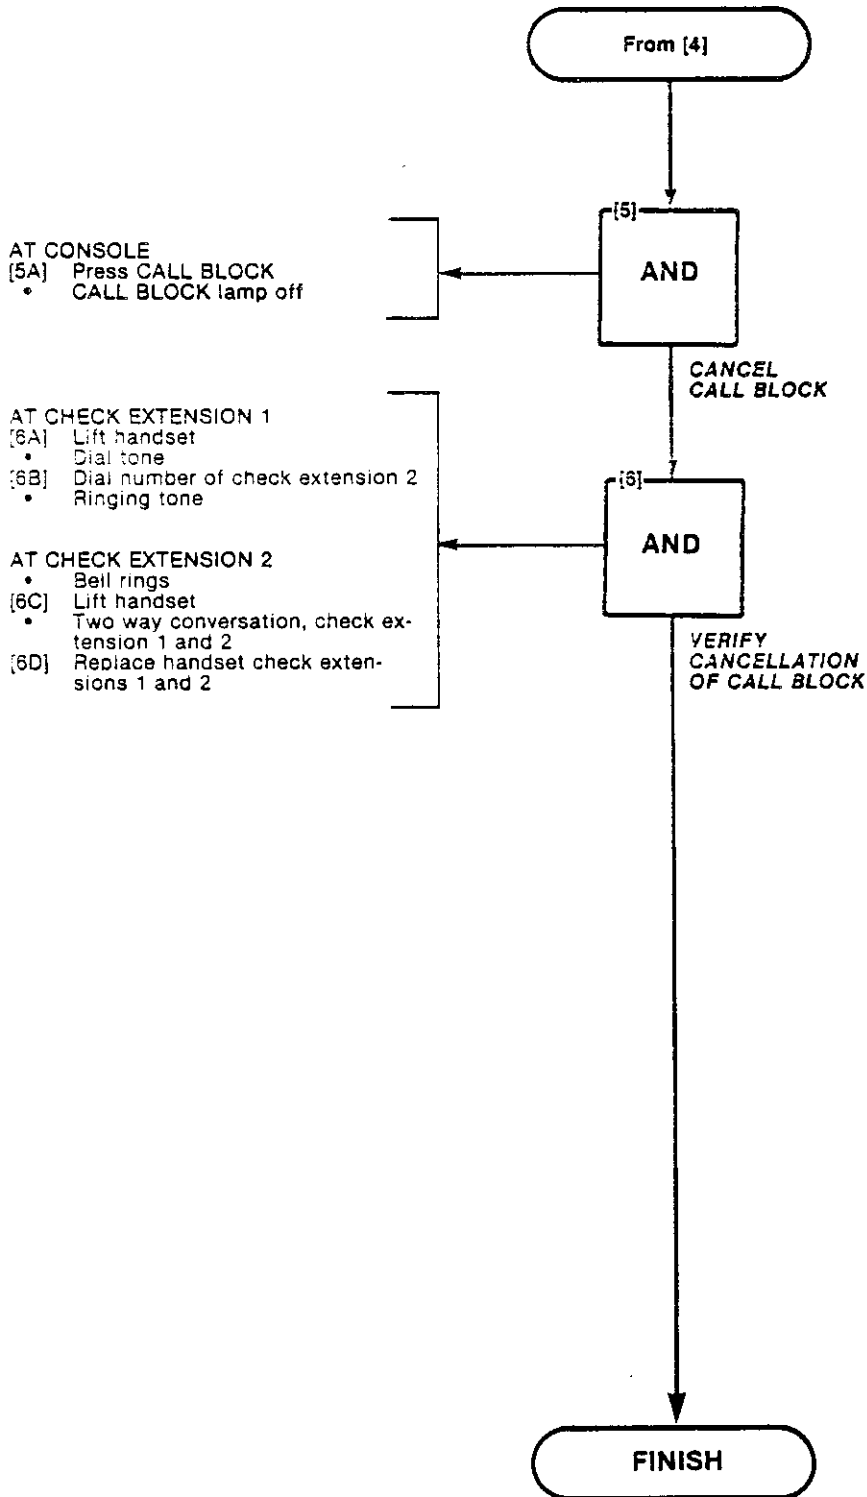 From [4]
[5]
AND
AT CONSOLE
[5A] Press CALL BLOCK
• CALL BLOCK lamp off
CANCEL
CALL BLOCK
AT CHECK EXTENSION 1
[6A] Lift handset
• Dial tone
[6B] Dial number of check extension 2
• Ringing tone
[6]
AND
AT CHECK EXTENSION 2
• Bell rings
[6C] Lift handset
• Two way conversation, check ex-
tension 1 and 2
[6D] Replace handset check exten-
sions 1 and 2
VERIFY
CANCELLATION
OF CALL BLOCK
FINISH